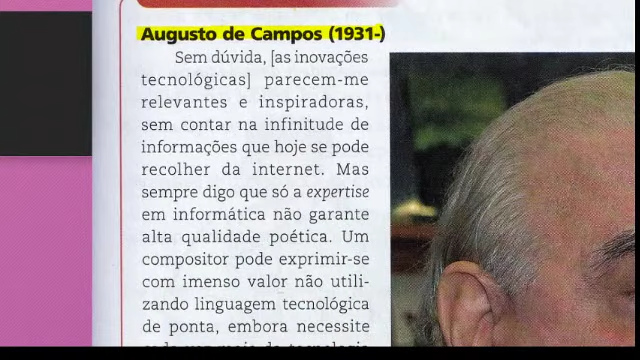 Augusto de Campos (1931-)
Sem dúvida, [as inovações
tecnológicas] parecem-me
relevantes e inspiradoras,
sem contar na infinitude de
informações que hoje se pode
recolher da internet. Mas
sempre digo que só a expertise
em informática não garante
alta qualidade poética. Um
compositor pode exprimir-se
com imenso valor não utili-
zando linguagem tecnológica
de ponta, embora necessite